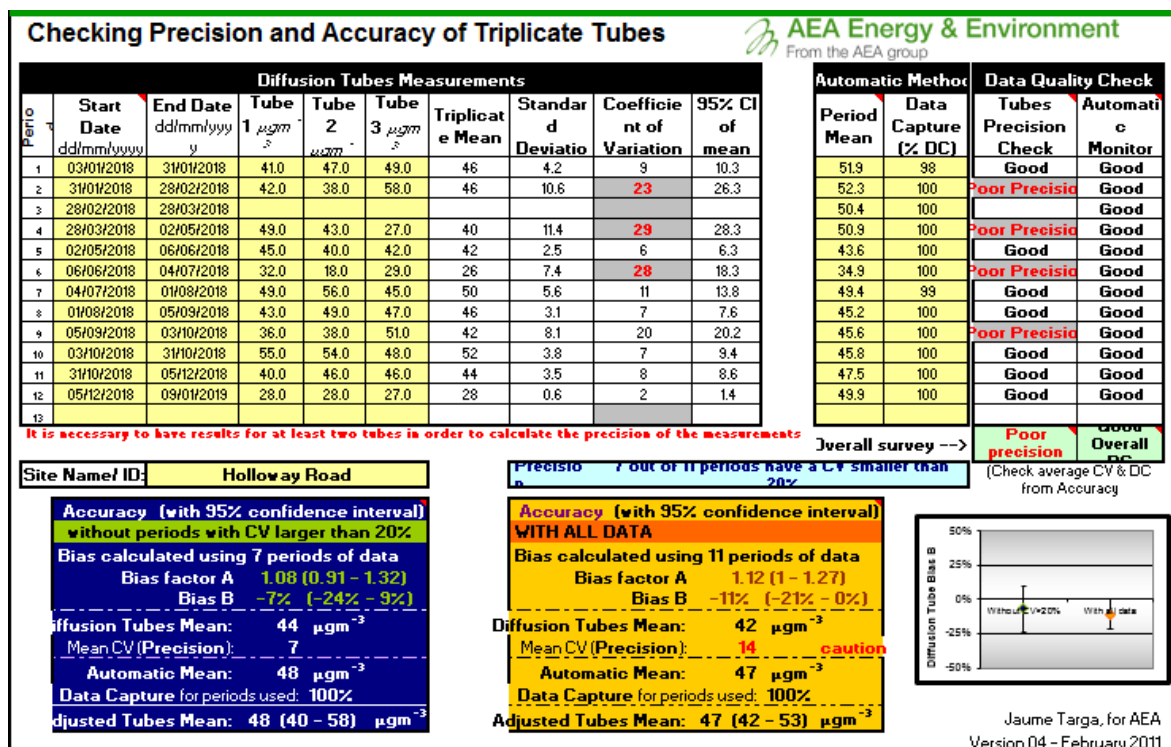 Checking Precision and Accuracy of Triplicate Tubes
AEA Energy & Environment
From the AEA group
Diffusion Tubes Measurements
Automatic Method
Data Quality Check
Period
Start Date dd/mm/yyyy
End Date dd/mm/yyyy
Tube 1 µgm⁻³
Tube 2 µgm⁻
Tube 3 µgm⁻³
Triplicate Mean
Standard Deviatio
Coefficient of Variation
95% CI of mean
Period Mean
Data Capture (% DC)
Tubes Precision Check
Automatic Monitor
1 03/01/2018 31/01/2018 41.0 47.0 49.0 46 4.2 9 10.3 51.9 98 Good Good
2 31/01/2018 28/02/2018 42.0 38.0 58.0 46 10.6 23 26.3 52.3 100 Poor Precisio Good
3 28/02/2018 28/03/2018 50.4 100 Good
4 28/03/2018 02/05/2018 49.0 43.0 27.0 40 11.4 29 28.3 50.9 100 Poor Precisio Good
5 02/05/2018 06/06/2018 45.0 40.0 42.0 42 2.5 6 6.3 43.6 100 Good Good
6 06/06/2018 04/07/2018 32.0 18.0 29.0 26 7.4 28 18.3 34.9 100 Poor Precisio Good
7 04/07/2018 01/08/2018 49.0 56.0 45.0 50 5.6 11 13.8 49.4 99 Good Good
8 01/08/2018 05/09/2018 43.0 49.0 47.0 46 3.1 7 7.6 45.2 100 Good Good
9 05/09/2018 03/10/2018 36.0 38.0 51.0 42 8.1 20 20.2 45.6 100 Poor Precisio Good
10 03/10/2018 31/10/2018 55.0 54.0 48.0 52 3.8 7 9.4 45.8 100 Good Good
11 31/10/2018 05/12/2018 40.0 46.0 46.0 44 3.5 8 8.6 47.5 100 Good Good
12 05/12/2018 09/01/2019 28.0 28.0 27.0 28 0.6 2 1.4 49.9 100 Good Good
13
It is necessary to have results for at least two tubes in order to calculate the precision of the measurements
Overall survey -->
Poor precision
Good Overall DC
Site Name/ ID: Holloway Road
Precision 7 out of 11 periods have a CV smaller than 20%
(Check average CV & DC from Accuracy
Accuracy (with 95% confidence interval)
without periods with CV larger than 20%
Bias calculated using 7 periods of data
Bias factor A 1.08 (0.91 - 1.32)
Bias B -7% (-24% - 9%)
iffusion Tubes Mean: 44 µgm⁻³
Mean CV (Precision): 7
Automatic Mean: 48 µgm⁻³
Data Capture for periods used: 100%
djusted Tubes Mean: 48 (40 - 58) µgm⁻³
Accuracy (with 95% confidence interval)
WITH ALL DATA
Bias calculated using 11 periods of data
Bias factor A 1.12 (1 - 1.27)
Bias B -11% (-21% - 0%)
Diffusion Tubes Mean: 42 µgm⁻³
Mean CV (Precision): 14 caution
Automatic Mean: 47 µgm⁻³
Data Capture for periods used: 100%
Adjusted Tubes Mean: 47 (42 - 53) µgm⁻³
Diffusion Tube Bias B
50%
25%
0%
-25%
-50%
Without CV>20%
With all data
Jaume Targa, for AEA
Version 04 - February 2011